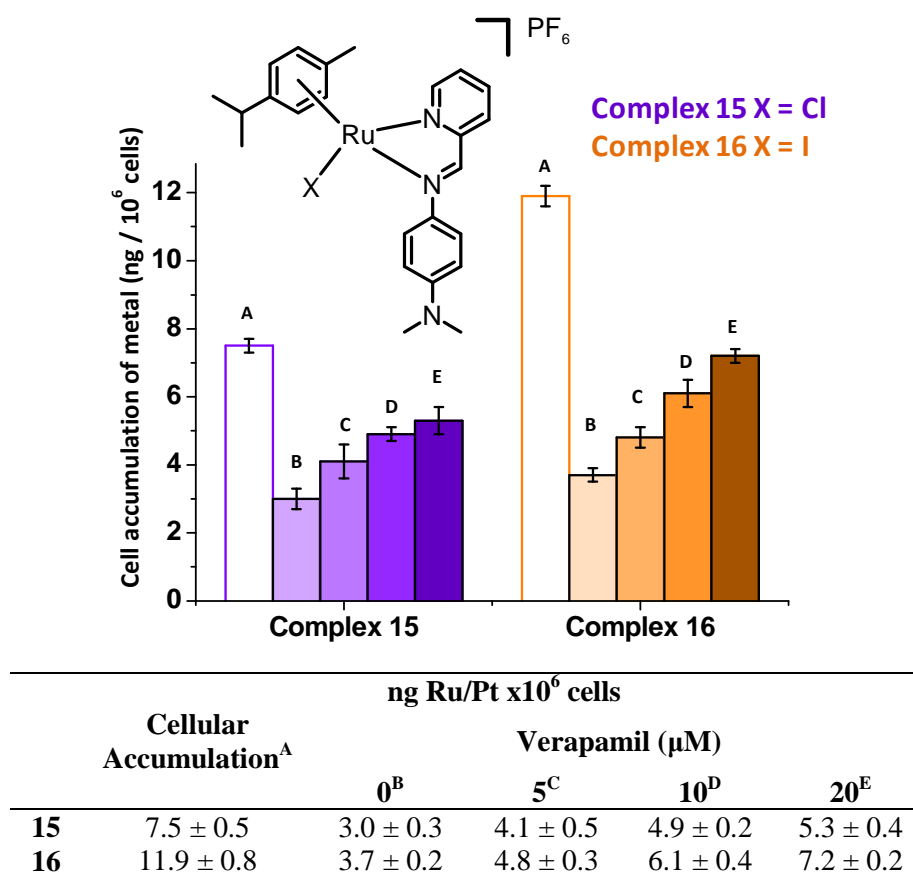 PF6
Ru
N
N
X
N
Complex 15 X = Cl
Complex 16 X = I
Cell accumulation of metal (ng / 10^6 cells)
12
10
8
6
4
2
0
A
B
C
D
E
A
B
C
D
E
Complex 15
Complex 16
ng Ru/Pt x10^6 cells
Cellular
Accumulation^A
Verapamil (µM)
0^B 5^C 10^D 20^E
15 7.5 ± 0.5 3.0 ± 0.3 4.1 ± 0.5 4.9 ± 0.2 5.3 ± 0.4
16 11.9 ± 0.8 3.7 ± 0.2 4.8 ± 0.3 6.1 ± 0.4 7.2 ± 0.2